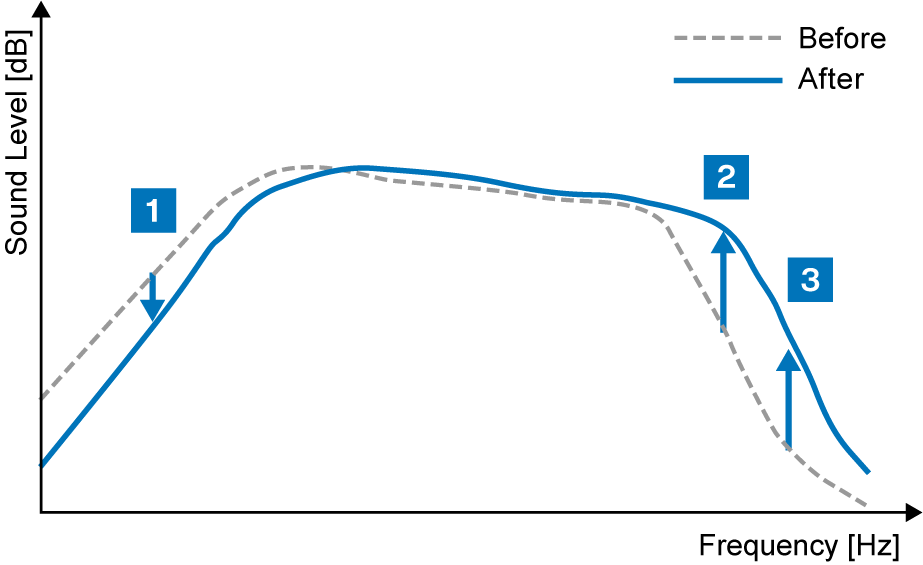 Before
After
Sound Level [dB]
1
2
3
Frequency [Hz]